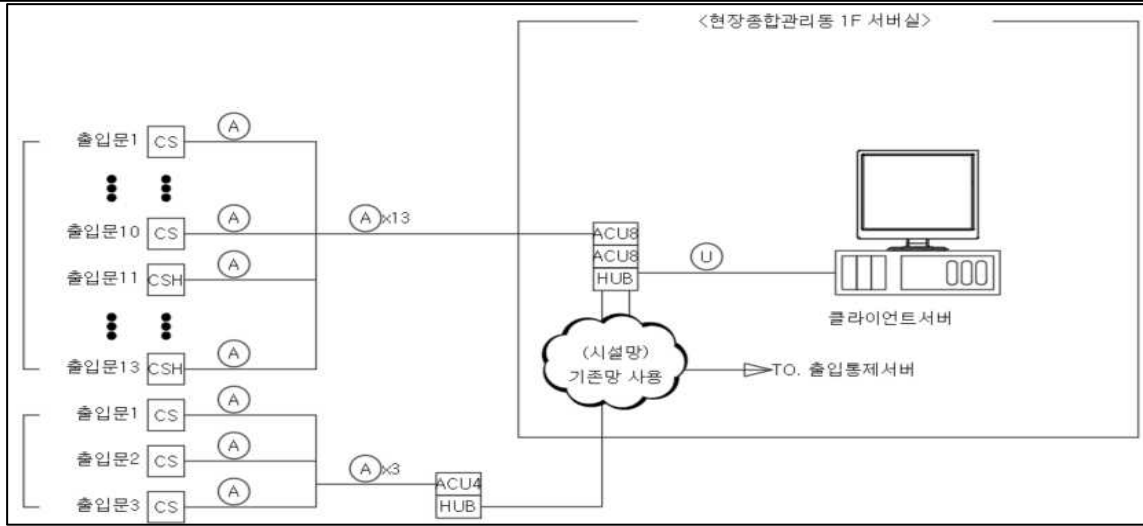 <현장종합관리동 1F 서버실>
출입문1 CS A
출입문10 CS A
A x13
출입문11 CSH A
출입문13 CSH A
ACU8
ACU8
HUB
U
클라이언트서버
(시설망)
기존망 사용
TO. 출입통제서버
출입문1 CS A
출입문2 CS A
출입문3 CS A
A x3
ACU4
HUB